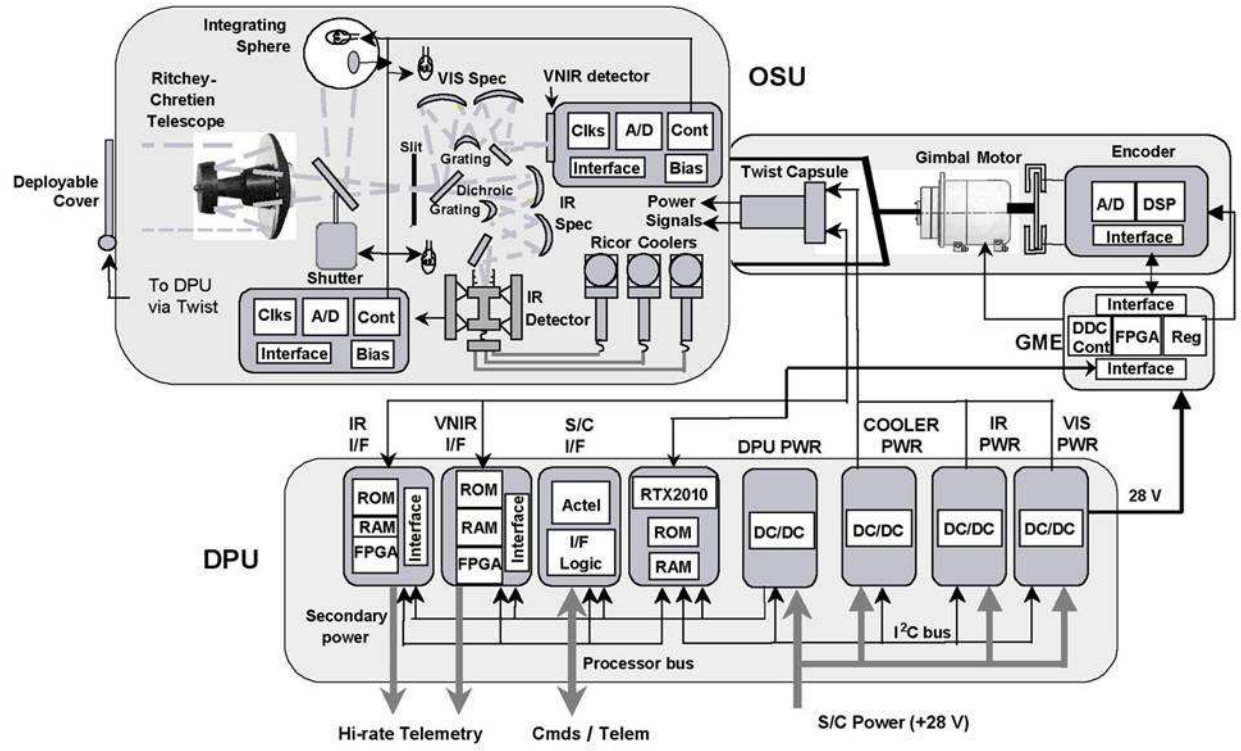 Integrating
Sphere
Ritchey-
Chretien
Telescope
VIS Spec
VNIR detector
OSU
Clks
A/D
Cont
Interface
Bias
Slit
Grating
Dichroic
Grating
IR
Spec
Deployable
Cover
Shutter
To DPU
via Twist
Clks
A/D
Cont
Interface
Bias
IR
Detector
Ricor Coolers
Power
Signals
Twist Capsule
Gimbal Motor
Encoder
A/D
DSP
Interface
GME
Interface
DDC
Cont
FPGA
Reg
Interface
IR
I/F
VNIR
I/F
S/C
I/F
DPU PWR
COOLER
PWR
IR
PWR
VIS
PWR
28 V
DPU
ROM
RAM
FPGA
Interface
ROM
RAM
FPGA
Interface
Actel
I/F
Logic
RTX2010
ROM
RAM
DC/DC
DC/DC
DC/DC
DC/DC
Secondary
power
Processor bus
I2C bus
Hi-rate Telemetry
Cmds / Telem
S/C Power (+28 V)